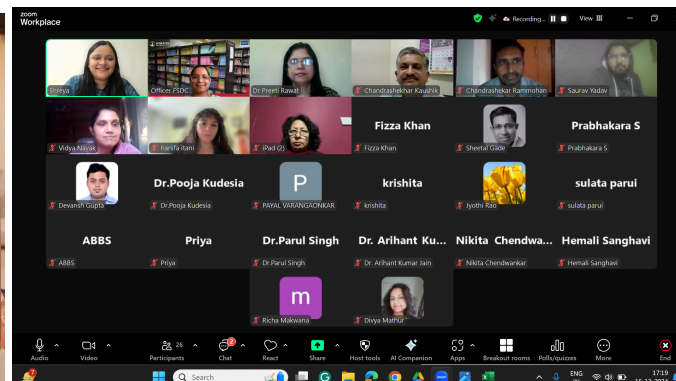 zoom
Workplace
Recording...
View
Shreya
Officer FSDC
Dr Preeti Rawat
Chandrashekhar Kaushik
Chandrashekar Rammohan
Saurav Yadav
Vidya Nayak
hanifa itani
iPad (2)
Fizza Khan
Fizza Khan
Sheetal Gade
Prabhakara S
Prabhakara S
Devansh Gupta
Dr.Pooja Kudesia
Dr.Pooja Kudesia
P
PAYAL VARANGAONKAR
krishita
krishita
Jyothi Rao
sulata parui
sulata parui
ABBS
ABBS
Priya
Priya
Dr.Parul Singh
Dr.Parul Singh
Dr. Arihant Ku...
Dr. Arihant Kumar Jain
Nikita Chendwa...
Nikita Chendwankar
Hemali Sanghavi
Hemali Sanghavi
m
Richa Makwana
Divya Mathur
Audio
Video
26
Participants
2
Chat
React
Share
Host tools
AI Companion
Apps
Breakout rooms
Polls/quizzes
More
End
Search
ENG
IN
17:19